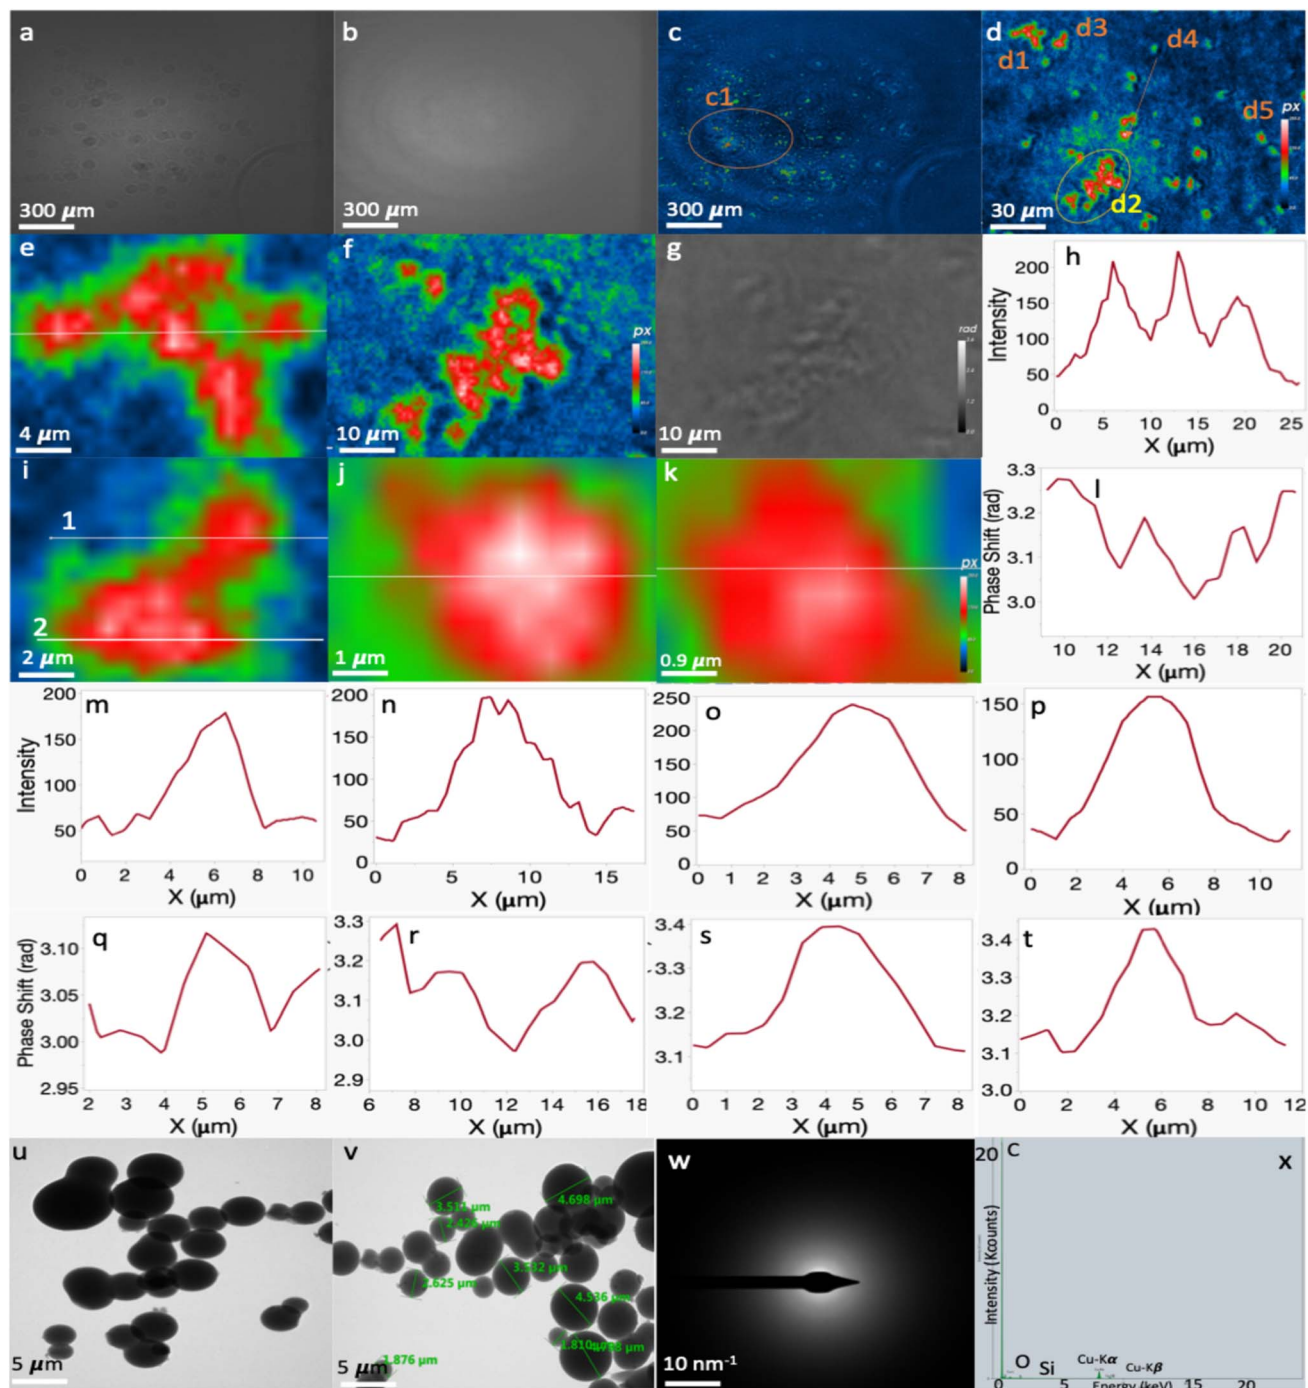 a
300 μm
b
300 μm
c
c1
300 μm
d
d3
d1
d4
d5
px
d2
30 μm
e
4 μm
f
px
10 μm
g
rad
10 μm
h
Intensity
200
150
100
50
0
0 5 10 15 20 25
X (μm)
i
1
2
2 μm
j
1 μm
k
px
0.9 μm
l
Phase Shift (rad)
3.3
3.2
3.1
3.0
10 12 14 16 18 20
X (μm)
m
Intensity
200
150
100
50
0 2 4 6 8 10
X (μm)
n
200
150
100
50
0
0 5 10 15
X (μm)
o
250
200
150
100
50
0
0 1 2 3 4 5 6 7 8
X (μm)
p
150
100
50
0
0 2 4 6 8 10
X (μm)
q
Phase Shift (rad)
3.10
3.05
3.00
2.95
2 3 4 5 6 7 8
X (μm)
r
3.3
3.2
3.1
3.0
2.9
6 8 10 12 14 16 18
X (μm)
s
3.4
3.3
3.2
3.1
0 1 2 3 4 5 6 7 8
X (μm)
t
3.4
3.3
3.2
3.1
3.0
0 2 4 6 8 10 12
X (μm)
u
5 μm
v
4.698 μm
2.625 μm
3.532 μm
4.536 μm
5 μm
w
10 nm-1
x
20
C
Intensity (Kcounts)
O
Si
Cu-Kα
Cu-Kβ
0 5 15 20
Energy (keV)